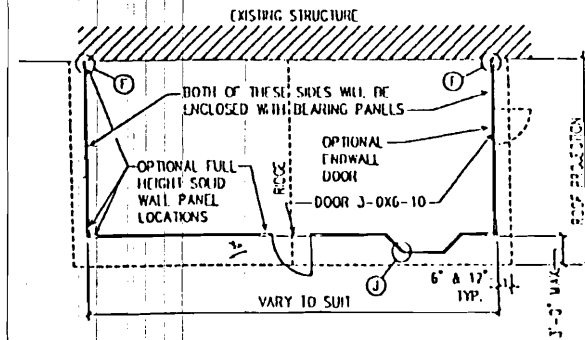 EXISTING STRUCTURE
F
F
BOTH OF THESE SIDES WILL BE
ENCLOSED WITH BEARING PANELS
OPTIONAL
ENDWALL
DOOR
OPTIONAL FULL
HEIGHT SOLID
WALL PANEL
LOCATIONS
RIDGE
DOOR 3-0X6-10
ROOF PROJECTION
J
6" & 12"
TYP.
VARY TO SUIT
MAX